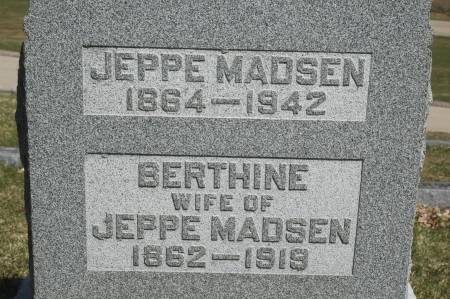 JEPPE MADSEN
1864—1942
BERTHINE
WIFE OF
JEPPE MADSEN
1862—1919